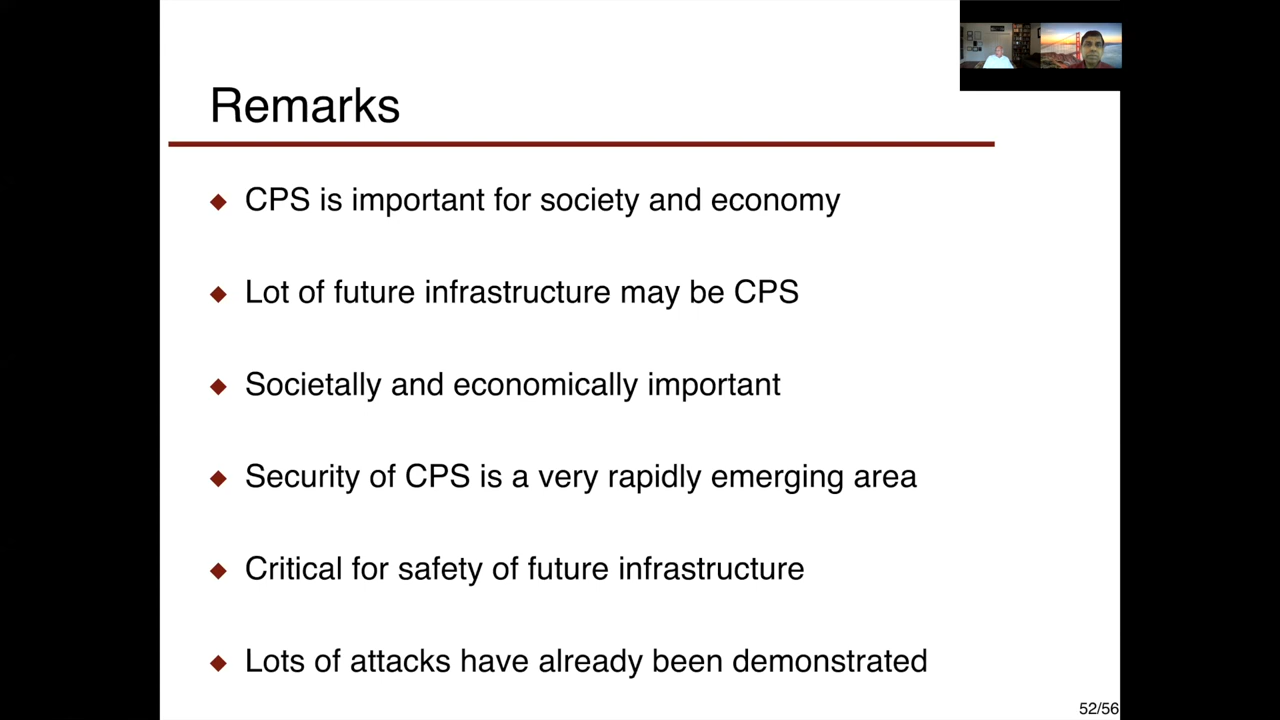 Remarks
CPS is important for society and economy
Lot of future infrastructure may be CPS
Societally and economically important
Security of CPS is a very rapidly emerging area
Critical for safety of future infrastructure
Lots of attacks have already been demonstrated
52/56